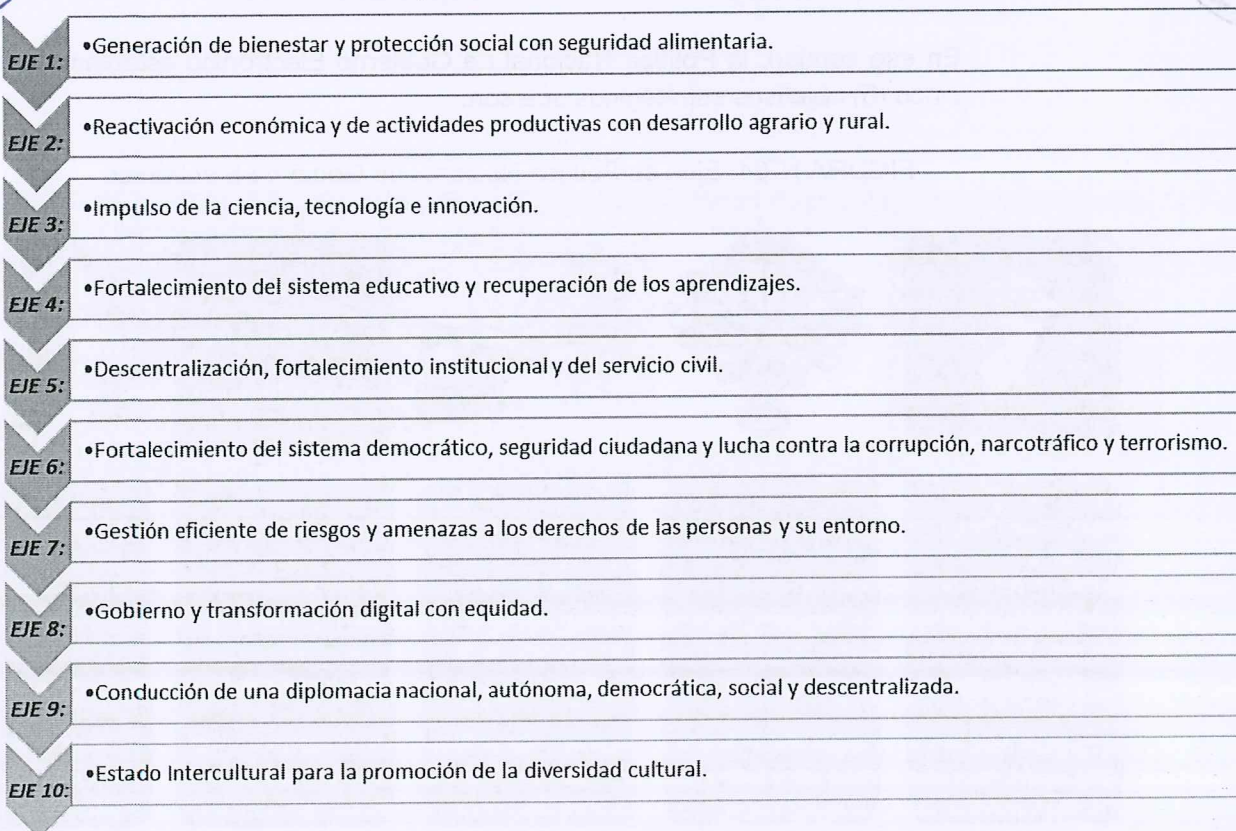 EJE 1: •Generación de bienestar y protección social con seguridad alimentaria.
EJE 2: •Reactivación económica y de actividades productivas con desarrollo agrario y rural.
EJE 3: •Impulso de la ciencia, tecnología e innovación.
EJE 4: •Fortalecimiento del sistema educativo y recuperación de los aprendizajes.
EJE 5: •Descentralización, fortalecimiento institucional y del servicio civil.
EJE 6: •Fortalecimiento del sistema democrático, seguridad ciudadana y lucha contra la corrupción, narcotráfico y terrorismo.
EJE 7: •Gestión eficiente de riesgos y amenazas a los derechos de las personas y su entorno.
EJE 8: •Gobierno y transformación digital con equidad.
EJE 9: •Conducción de una diplomacia nacional, autónoma, democrática, social y descentralizada.
EJE 10: •Estado Intercultural para la promoción de la diversidad cultural.